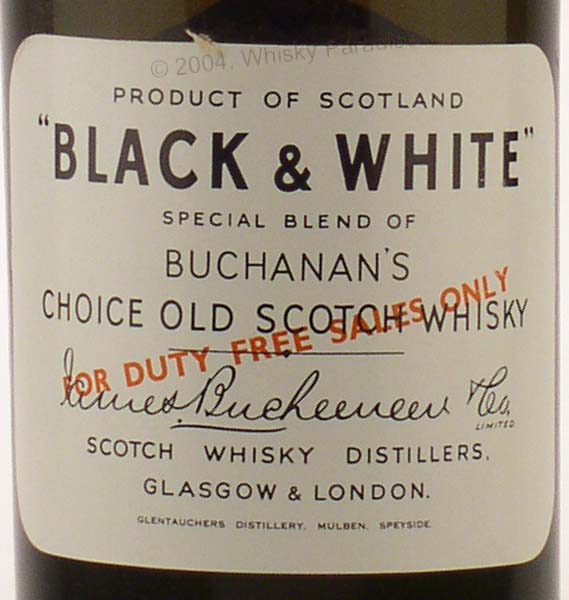 © 2004, Whisky Paradise
PRODUCT OF SCOTLAND
"BLACK & WHITE"
SPECIAL BLEND OF
BUCHANAN'S
CHOICE OLD SCOTCH WHISKY
FOR DUTY FREE SALES ONLY
James Buchanan & Co.
LIMITED
SCOTCH WHISKY DISTILLERS,
GLASGOW & LONDON.
GLENTAUCHERS DISTILLERY, MULBEN, SPEYSIDE.